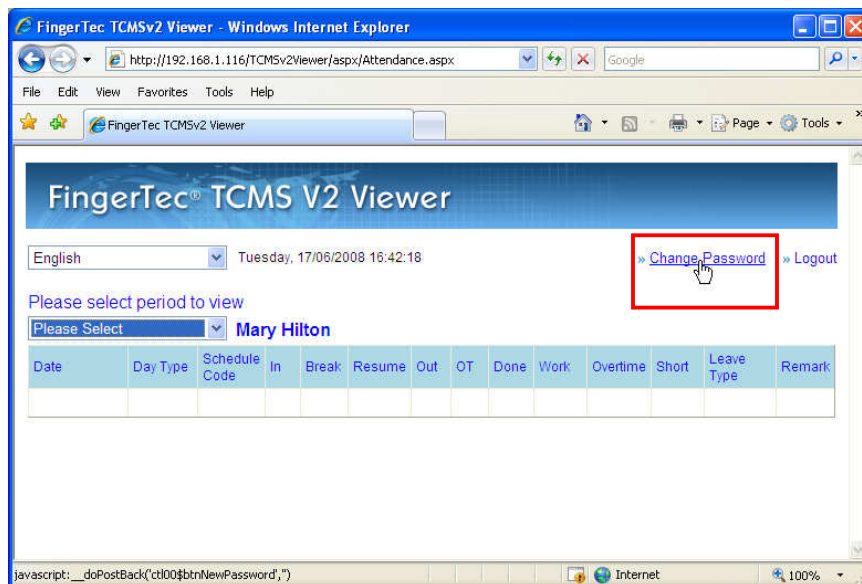 FingerTec TCMSv2 Viewer - Windows Internet Explorer
http://192.168.1.116/TCMSv2Viewer/aspx/Attendance.aspx
Google
File Edit View Favorites Tools Help
FingerTec TCMSv2 Viewer
Page
Tools
»
FingerTec® TCMS V2 Viewer
English
Tuesday, 17/06/2008 16:42:18
» Change Password
» Logout
Please select period to view
Please Select
Mary Hilton
Date Day Type Schedule Code In Break Resume Out OT Done Work Overtime Short Leave Type Remark
javascript:__doPostBack('ctl00$btnNewPassword','')
Internet
100%